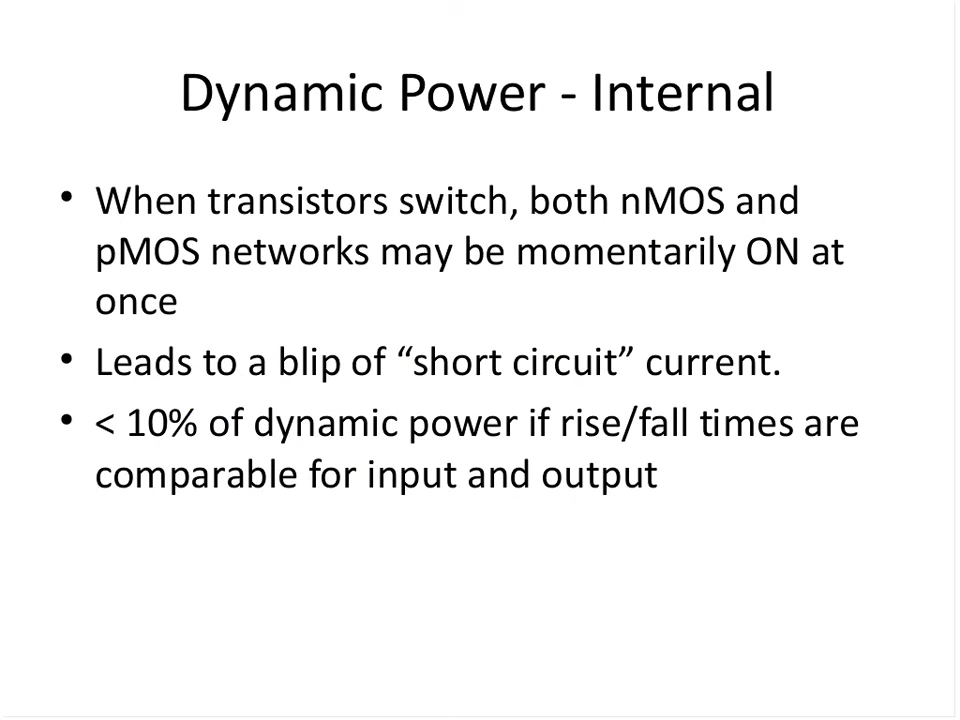 Dynamic Power - Internal
• When transistors switch, both nMOS and
pMOS networks may be momentarily ON at
once
• Leads to a blip of “short circuit” current.
• < 10% of dynamic power if rise/fall times are
comparable for input and output